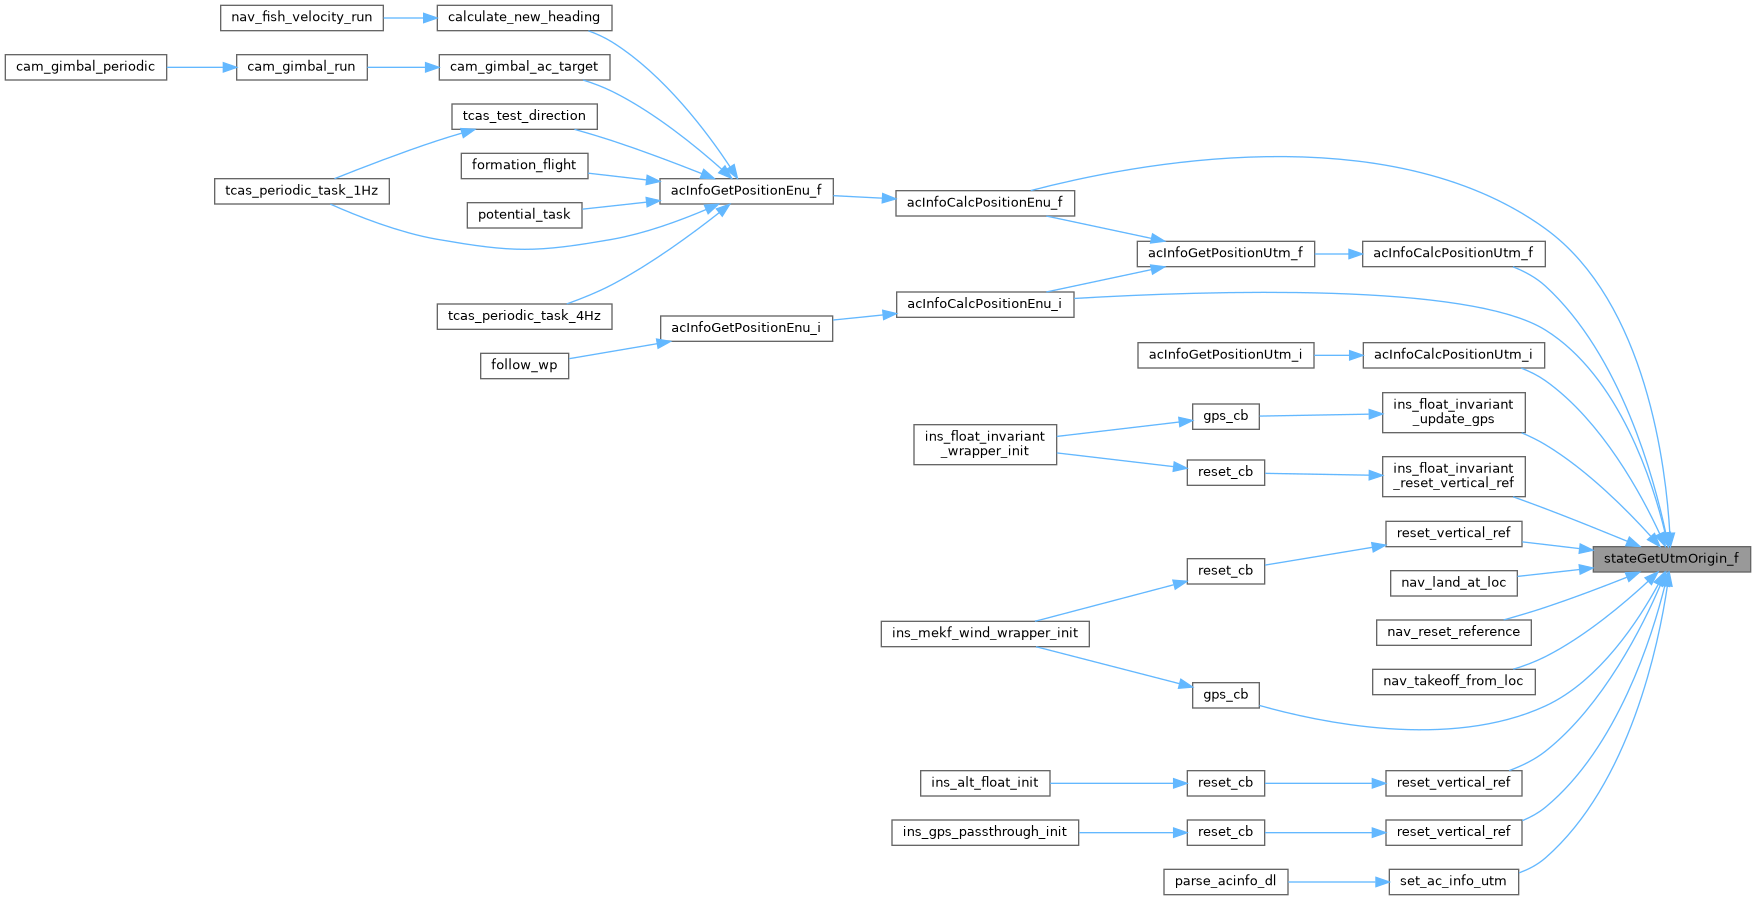 nav_fish_velocity_run
calculate_new_heading
cam_gimbal_periodic
cam_gimbal_run
cam_gimbal_ac_target
tcas_test_direction
formation_flight
tcas_periodic_task_1Hz
acInfoGetPositionEnu_f
acInfoCalcPositionEnu_f
potential_task
acInfoGetPositionUtm_f
acInfoCalcPositionUtm_f
acInfoCalcPositionEnu_i
tcas_periodic_task_4Hz
acInfoGetPositionEnu_i
follow_wp
acInfoGetPositionUtm_i
acInfoCalcPositionUtm_i
gps_cb
ins_float_invariant
_update_gps
ins_float_invariant
_wrapper_init
reset_cb
ins_float_invariant
_reset_vertical_ref
reset_vertical_ref
stateGetUtmOrigin_f
reset_cb
nav_land_at_loc
ins_mekf_wind_wrapper_init
nav_reset_reference
nav_takeoff_from_loc
gps_cb
ins_alt_float_init
reset_cb
reset_vertical_ref
ins_gps_passthrough_init
reset_cb
reset_vertical_ref
parse_acinfo_dl
set_ac_info_utm